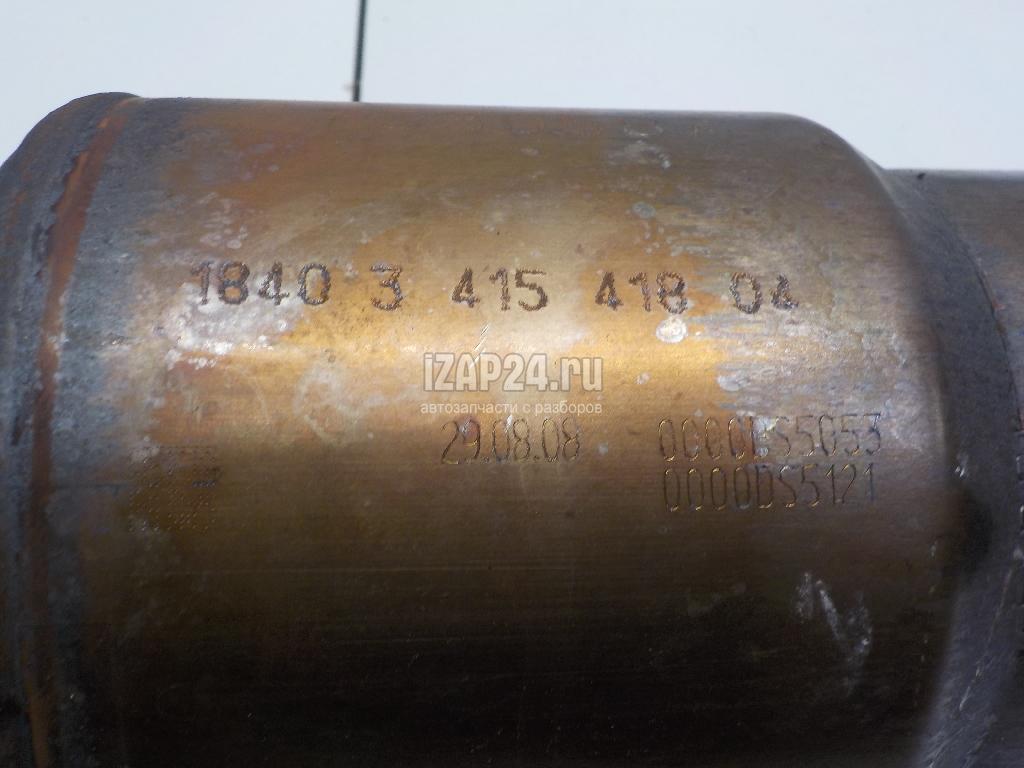 1840 3 415 418 04
iZAP24.ru
автозапчасти с разборов
29.08.08 0000DS5053
0000DS5121